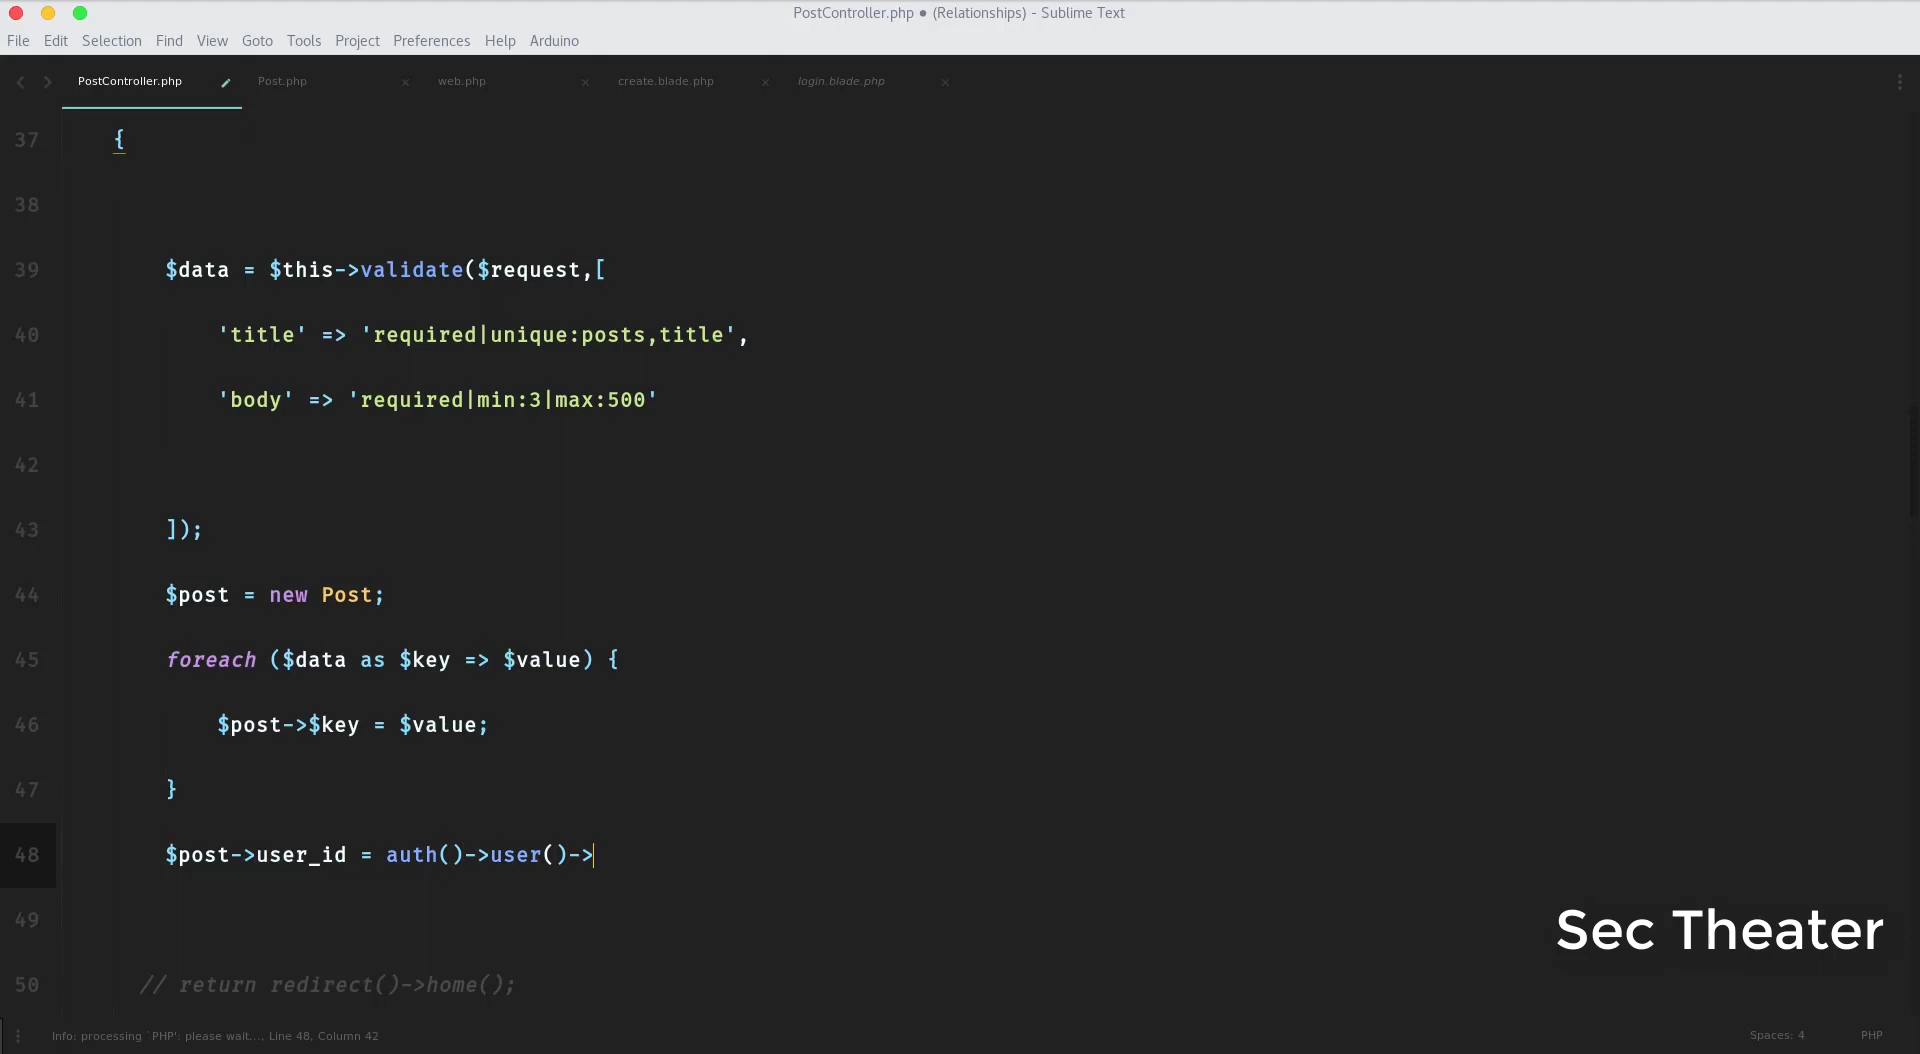 PostController.php ● (Relationships) - Sublime Text
File Edit Selection Find View Goto Tools Project Preferences Help Arduino
PostController.php Post.php web.php create.blade.php login.blade.php
37 {
38
39 $data = $this->validate($request,[
40 'title' => 'required|unique:posts,title',
41 'body' => 'required|min:3|max:500'
42
43 ]);
44 $post = new Post;
45 foreach ($data as $key => $value) {
46 $post->$key = $value;
47 }
48 $post->user_id = auth()->user()->
49
50 // return redirect()->home();
Sec Theater
Info: processing `PHP': please wait..., Line 48, Column 42 Spaces: 4 PHP